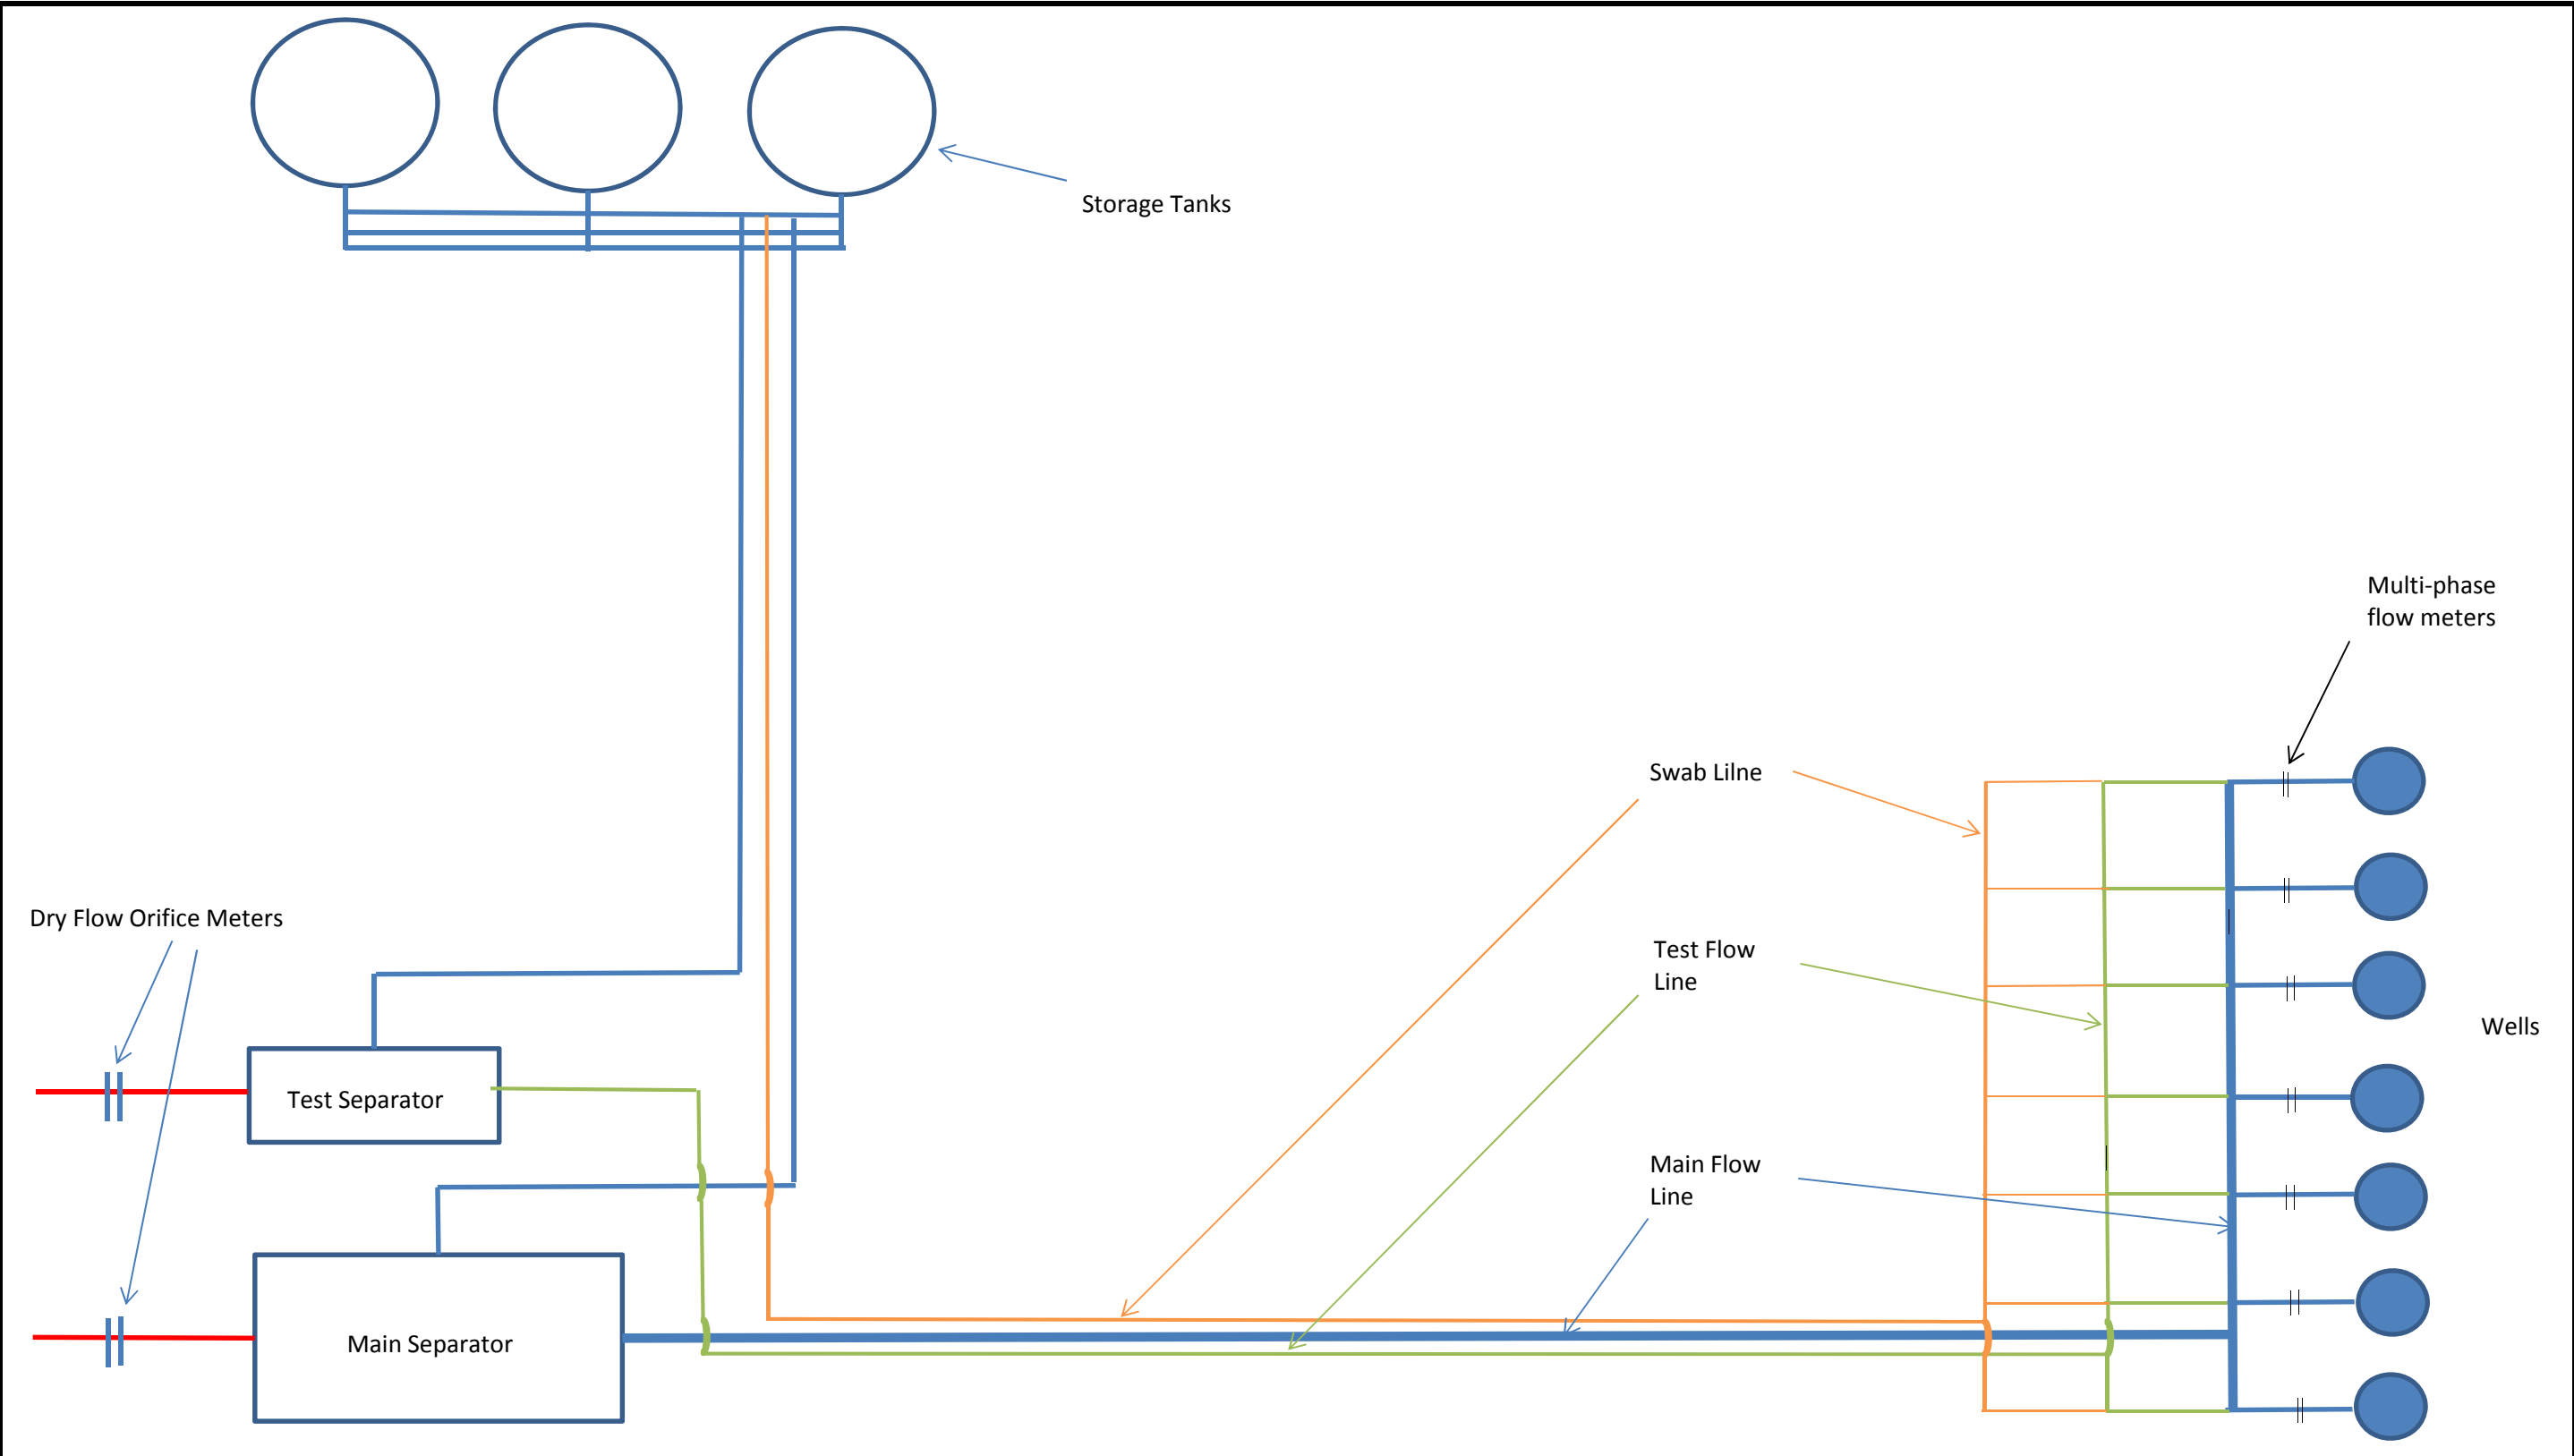 Storage Tanks
Multi-phase
flow meters
Swab Lilne
Dry Flow Orifice Meters
Test Flow
Line
Wells
Test Separator
Main Flow
Line
Main Separator